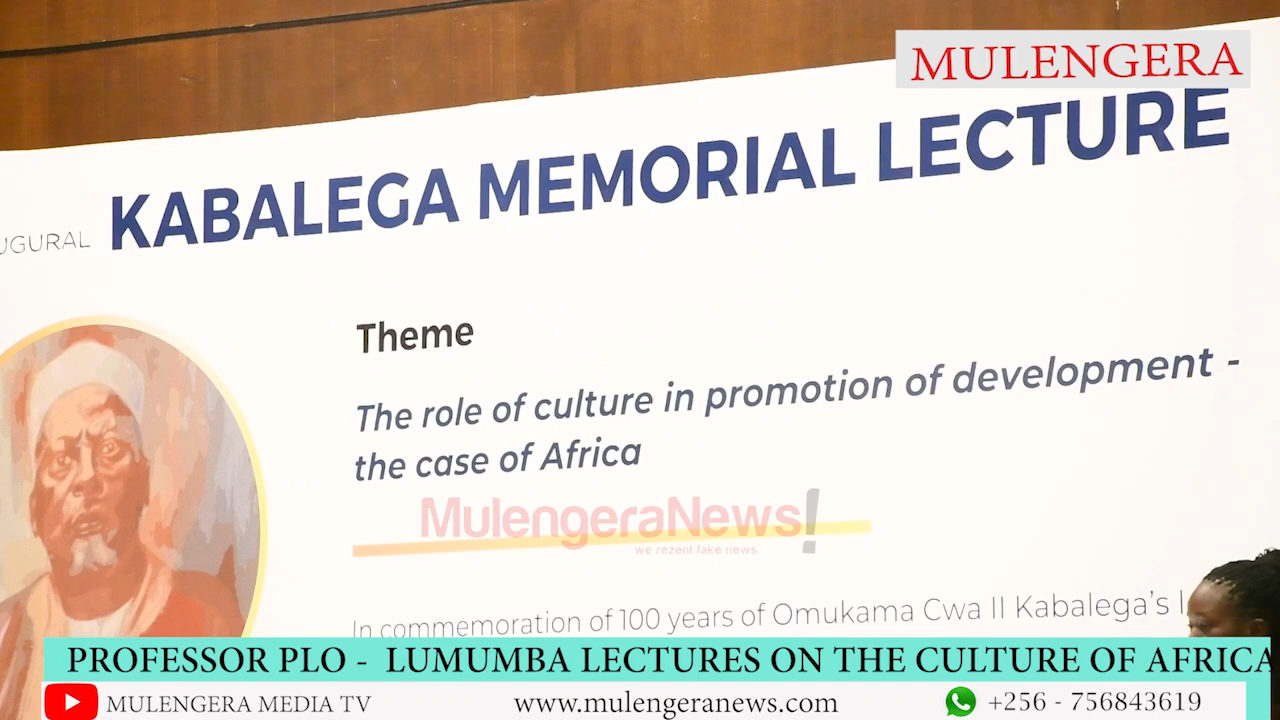 MULENGERA
KABALEGA MEMORIAL LECTURE
Theme
The role of culture in promotion of development -
the case of Africa
MulengeraNews!
we rezent fake news
In commemoration of 100 years of Omukama Cwa II Kabalega's
PROFESSOR PLO - LUMUMBA LECTURES ON THE CULTURE OF AFRICA
MULENGERA MEDIA TV
www.mulengeranews.com
+256 - 756843619